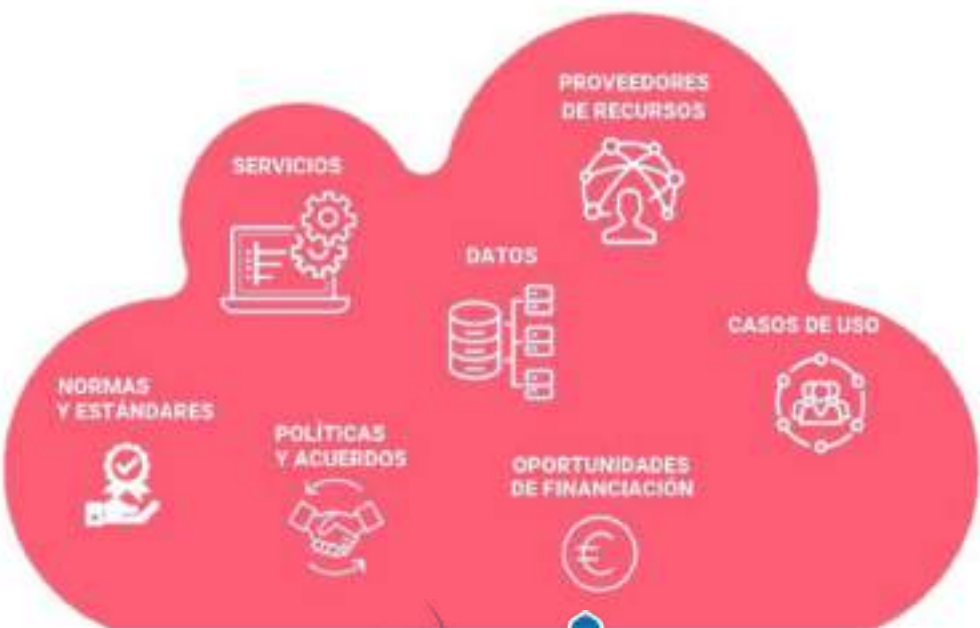 PROVEEDORES
DE RECURSOS
SERVICIOS
DATOS
CASOS DE USO
NORMAS
Y ESTÁNDARES
POLÍTICAS
Y ACUERDOS
OPORTUNIDADES
DE FINANCIACIÓN